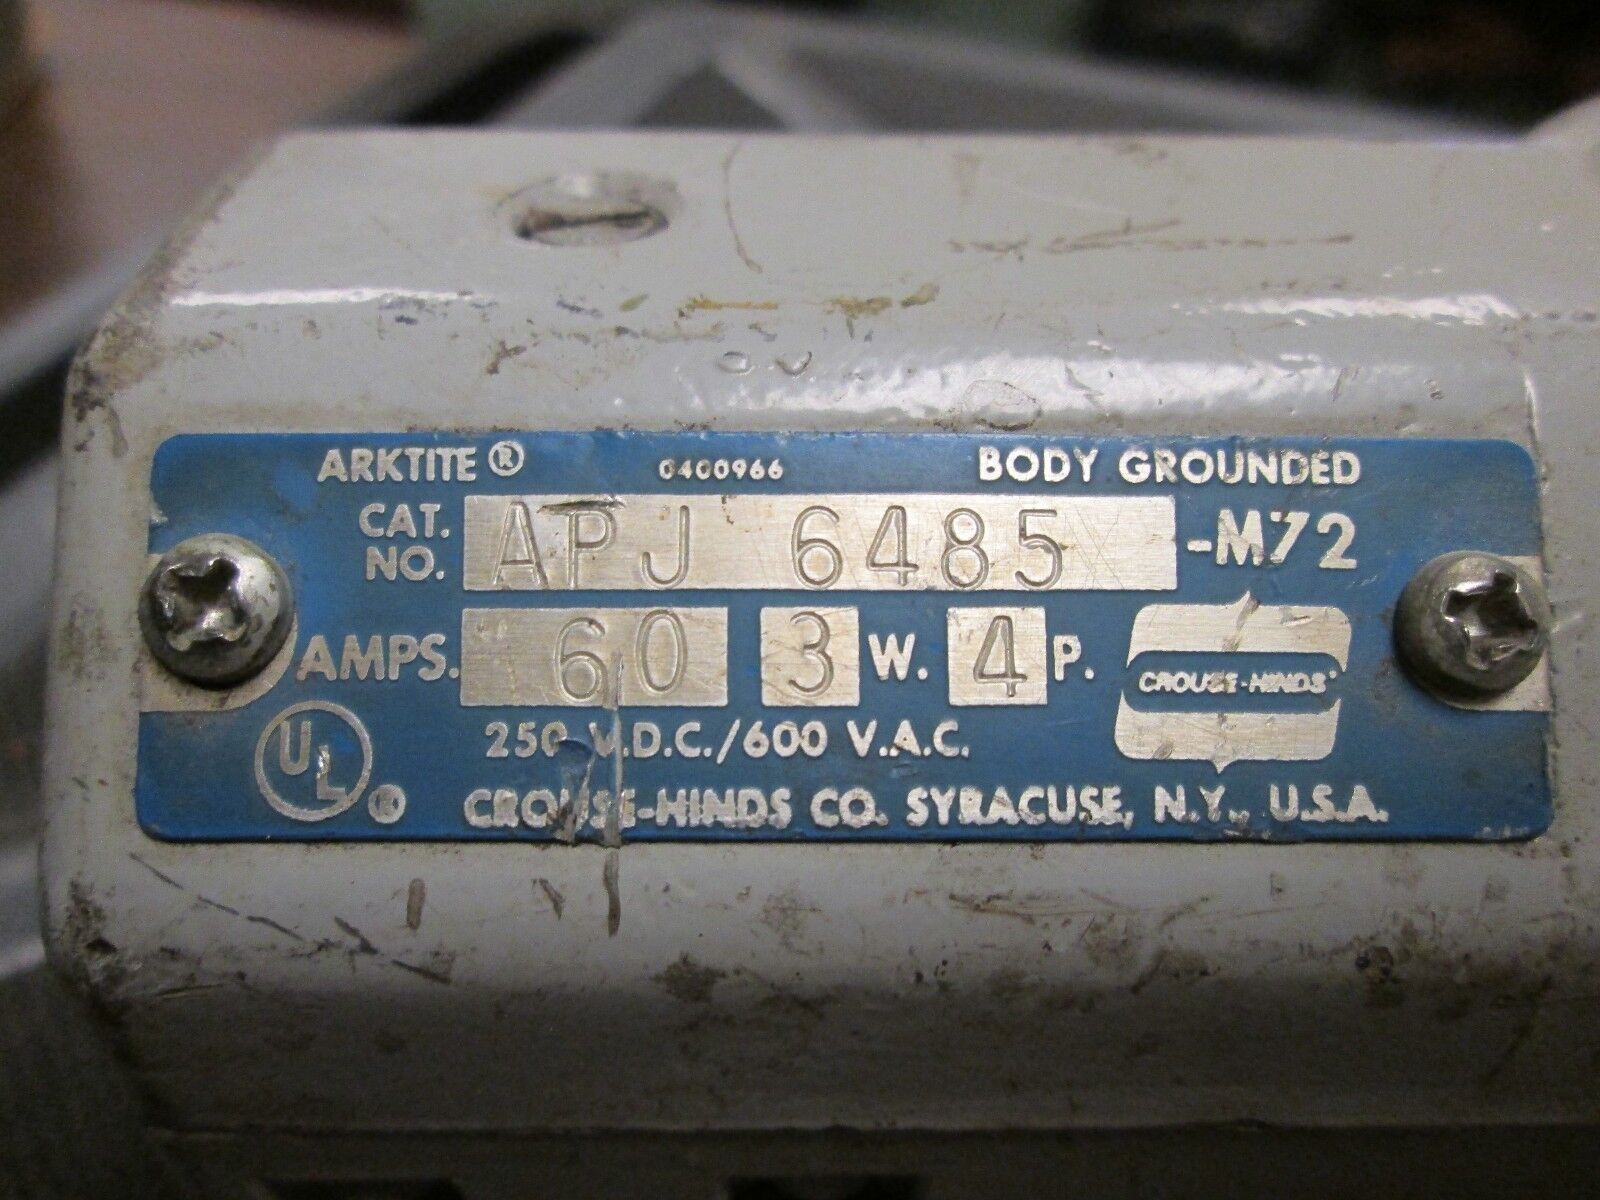 ARKTITE® 0400966 BODY GROUNDED
CAT. NO. APJ 6485 -M72
AMPS. 60 3 W. 4 P.
CROUSE-HINDS®
250 V.D.C./600 V.A.C.
UL®
CROUSE-HINDS CO. SYRACUSE, N.Y., U.S.A.